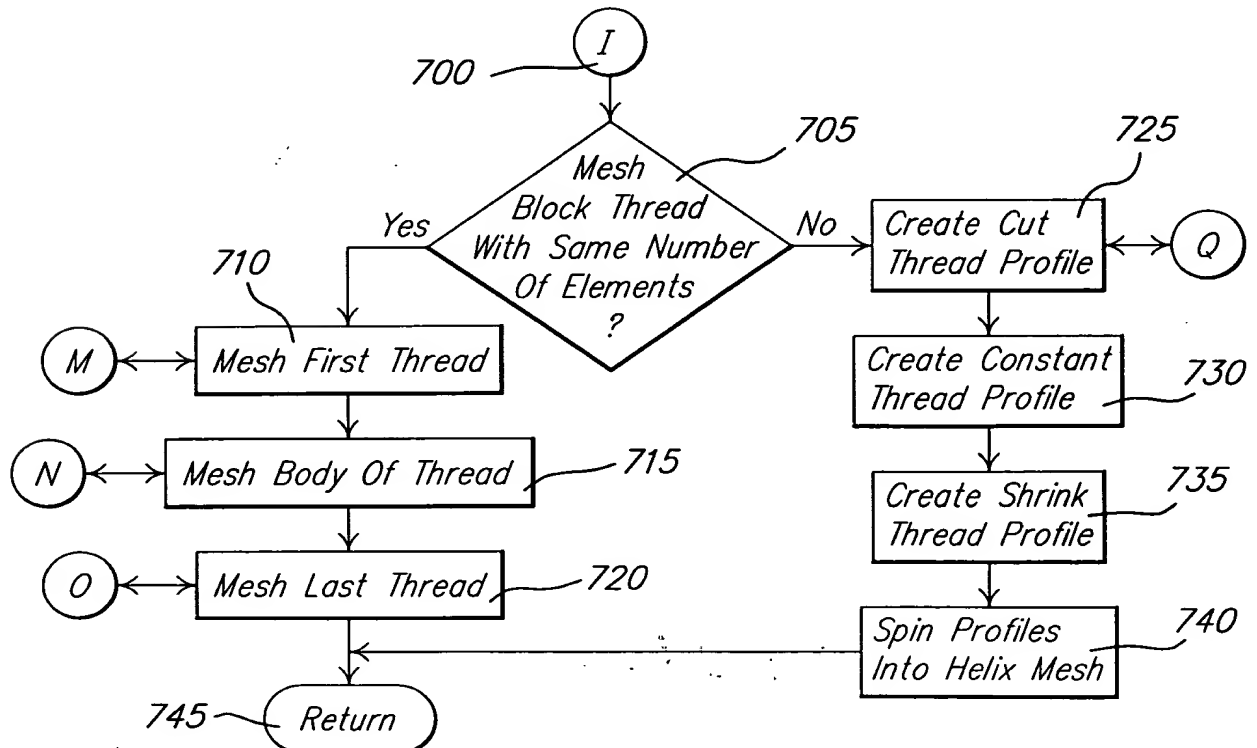 I
700
705
Mesh
Block Thread
With Same Number
Of Elements
?
Yes
No
725
Create Cut
Thread Profile
Q
710
M
Mesh First Thread
Create Constant
Thread Profile
730
N
Mesh Body Of Thread
715
Create Shrink
Thread Profile
735
O
Mesh Last Thread
720
Spin Profiles
Into Helix Mesh
740
745
Return